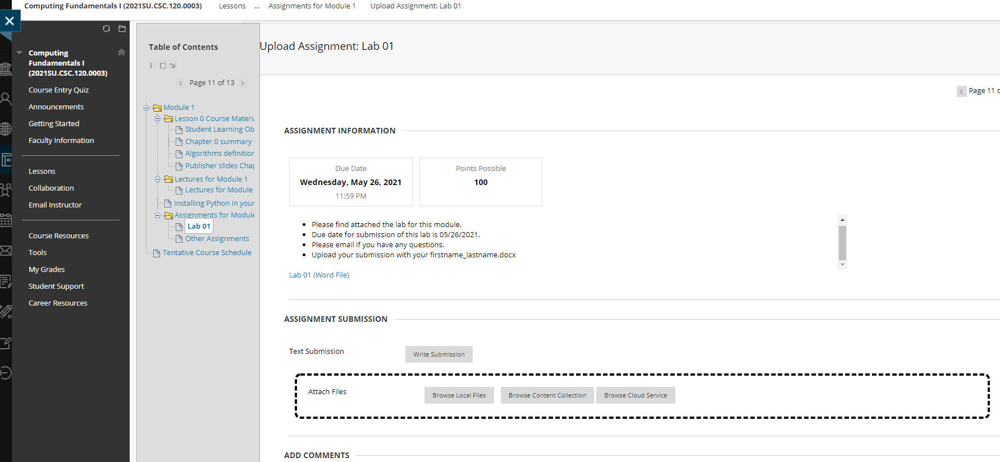 Computing Fundamentals I (2021SU.CSC.120.0003) Lessons ... Assignments for Module 1 Upload Assignment: Lab 01
Computing
Fundamentals I
(2021SU.CSC.120.0003)
Course Entry Quiz
Announcements
Getting Started
Faculty Information
Lessons
Collaboration
Email Instructor
Course Resources
Tools
My Grades
Student Support
Career Resources
Table of Contents
Page 11 of 13
Module 1
Lesson 0 Course Materi
Student Learning Ob
Chapter 0 summary
Algorithms definition
Publisher slides Chap
Lectures for Module 1
Lectures for Module
Installing Python in your
Assignments for Module
Lab 01
Other Assignments
Tentative Course Schedule
Upload Assignment: Lab 01
Page 11 o
ASSIGNMENT INFORMATION
Due Date
Wednesday, May 26, 2021
11:59 PM
Points Possible
100
• Please find attached the lab for this module.
• Due date for submission of this lab is 05/26/2021.
• Please email if you have any questions.
• Upload your submission with your firstname_lastname.docx
Lab 01 (Word File)
ASSIGNMENT SUBMISSION
Text Submission Write Submission
Attach Files Browse Local Files Browse Content Collection Browse Cloud Service
ADD COMMENTS